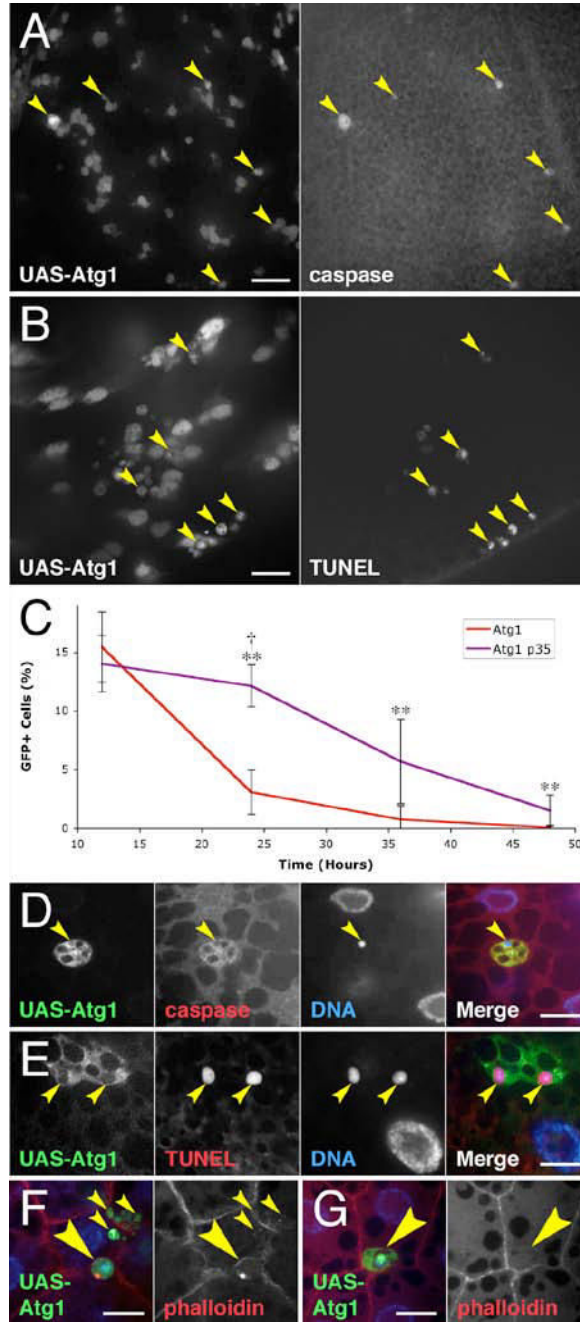 A
UAS-Atg1
caspase
B
UAS-Atg1
TUNEL
C
GFP+ Cells (%)
15
10
5
0
Atg1
Atg1 p35
†
**
**
**
10 15 20 25 30 35 40 45 50
Time (Hours)
D
UAS-Atg1 caspase DNA Merge
E
UAS-Atg1 TUNEL DNA Merge
F
UAS-
Atg1
phalloidin
G
UAS-
Atg1
phalloidin